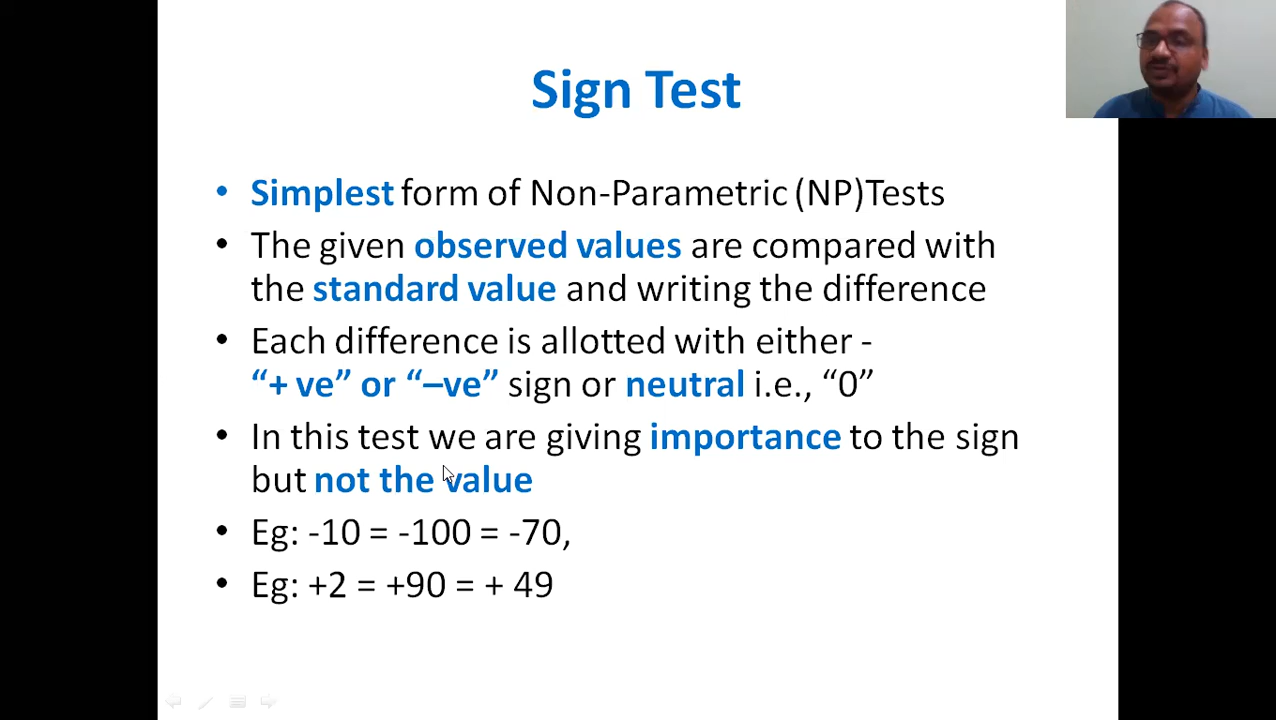 Sign Test
• Simplest form of Non-Parametric (NP)Tests
• The given observed values are compared with
the standard value and writing the difference
• Each difference is allotted with either -
“+ ve” or “–ve” sign or neutral i.e., “0”
• In this test we are giving importance to the sign
but not the value
• Eg: -10 = -100 = -70,
• Eg: +2 = +90 = + 49